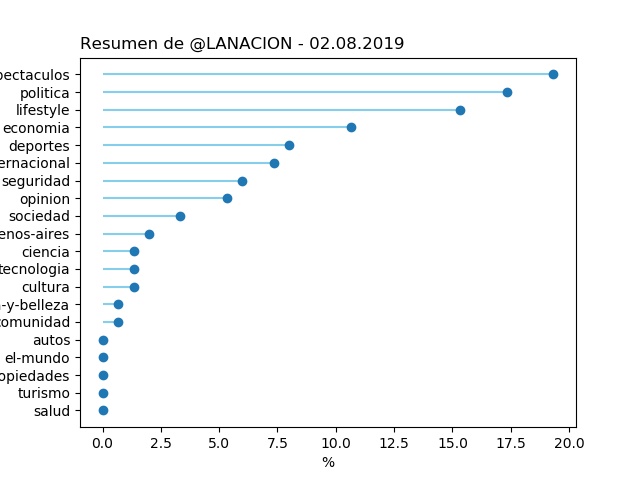 Resumen de @LANACION - 02.08.2019
pectaculos
politica
lifestyle
economia
deportes
ernacional
seguridad
opinion
sociedad
enos-aires
ciencia
tecnologia
cultura
-y-belleza
comunidad
autos
el-mundo
opiedades
turismo
salud
0.0 2.5 5.0 7.5 10.0 12.5 15.0 17.5 20.0
%